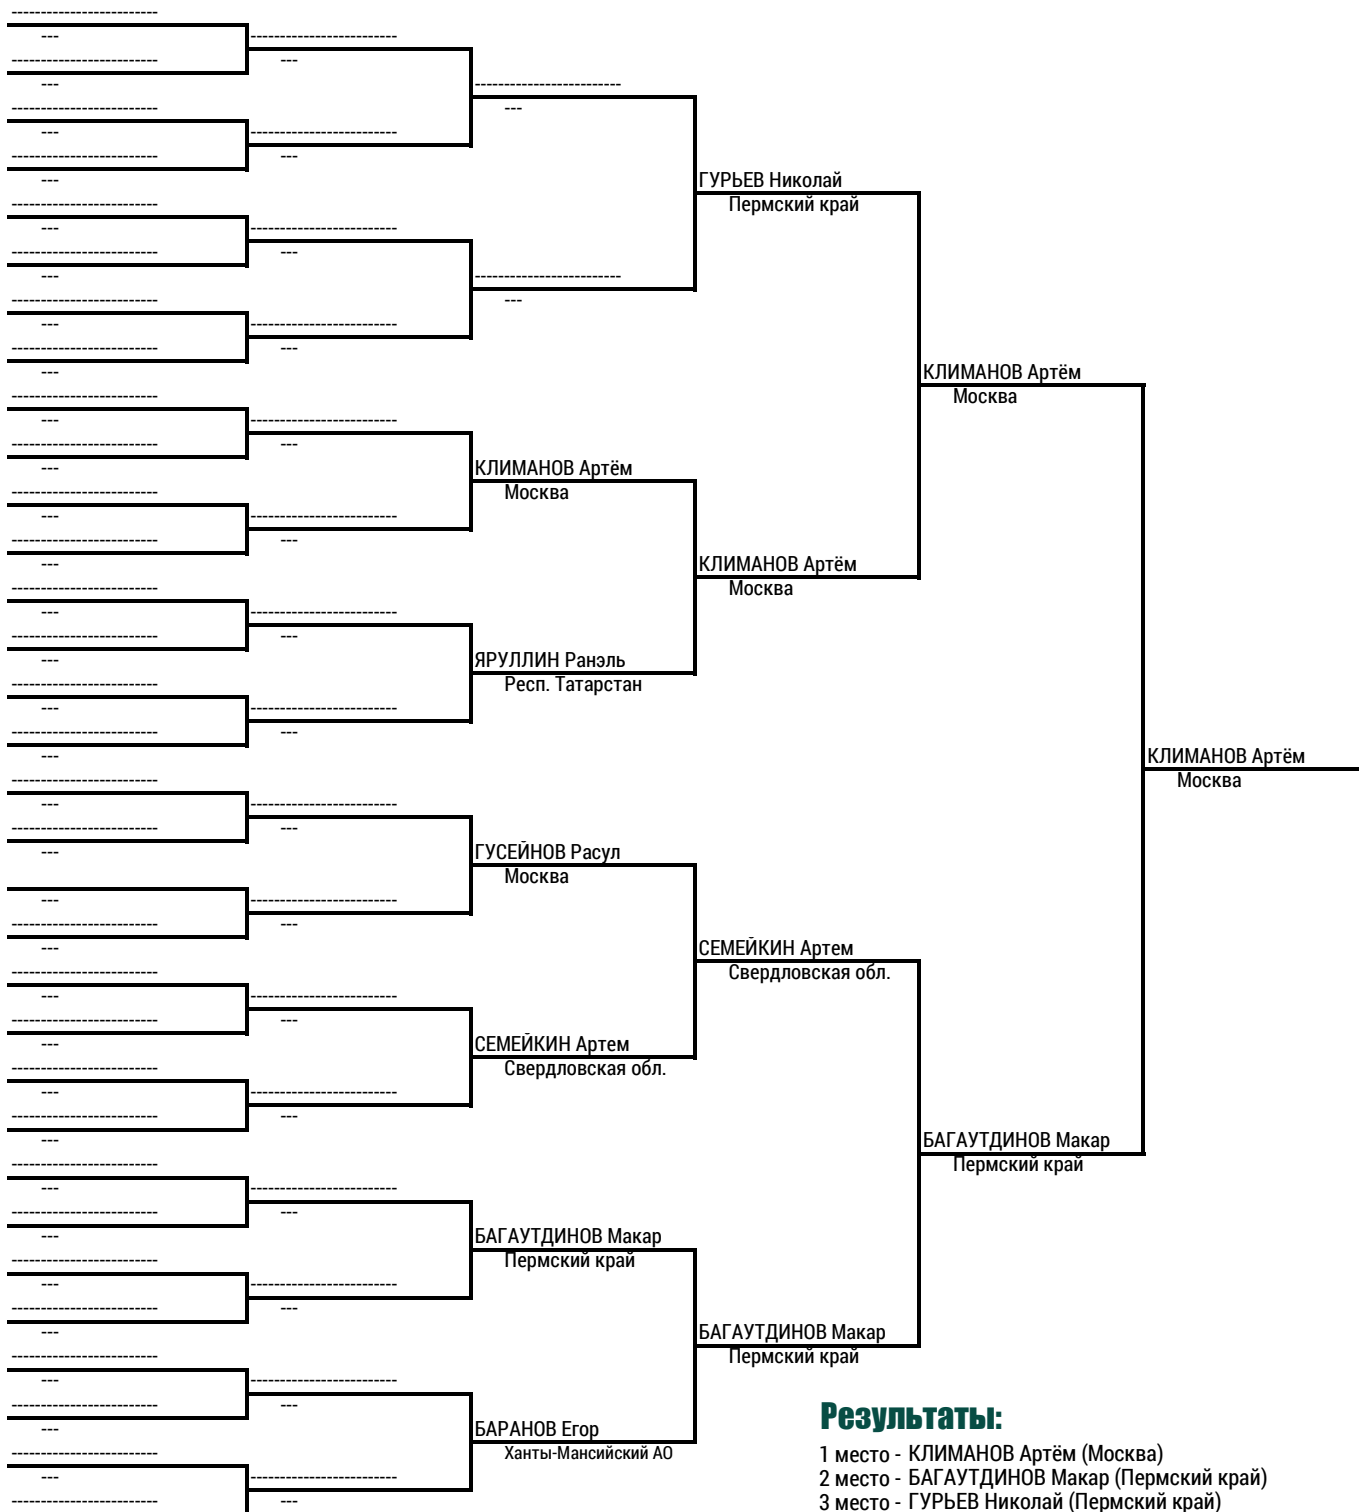 ГУРЬЕВ Николай
Пермский край
КЛИМАНОВ Артём
Москва
КЛИМАНОВ Артём
Москва
КЛИМАНОВ Артём
Москва
ЯРУЛЛИН Ранэль
Респ. Татарстан
КЛИМАНОВ Артём
Москва
ГУСЕЙНОВ Расул
Москва
СЕМЕЙКИН Артем
Свердловская обл.
СЕМЕЙКИН Артем
Свердловская обл.
БАГАУТДИНОВ Макар
Пермский край
БАГАУТДИНОВ Макар
Пермский край
БАГАУТДИНОВ Макар
Пермский край
БАРАНОВ Егор
Ханты-Мансийский АО
Результаты:
1 место - КЛИМАНОВ Артём (Москва)
2 место - БАГАУТДИНОВ Макар (Пермский край)
3 место - ГУРЬЕВ Николай (Пермский край)